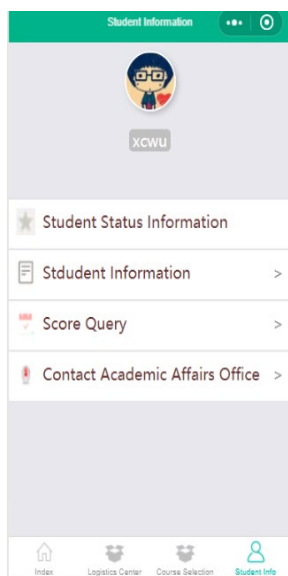 Student Information
xcwu
Student Status Information
Stdudent Information
Score Query
Contact Academic Affairs Office
Index
Logistics Center
Course Selection
Student Info